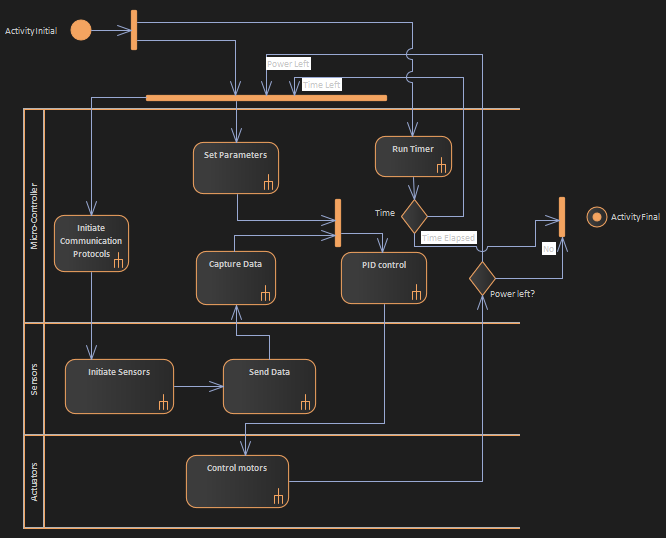 ActivityInitial
Power Left
Time Left
Micro-Controller
Set Parameters
Run Timer
Time
Initiate
Communication
Protocols
Time Elapsed
ActivityFinal
No
Capture Data
PID control
Power left?
Sensors
Initiate Sensors
Send Data
Actuators
Control motors